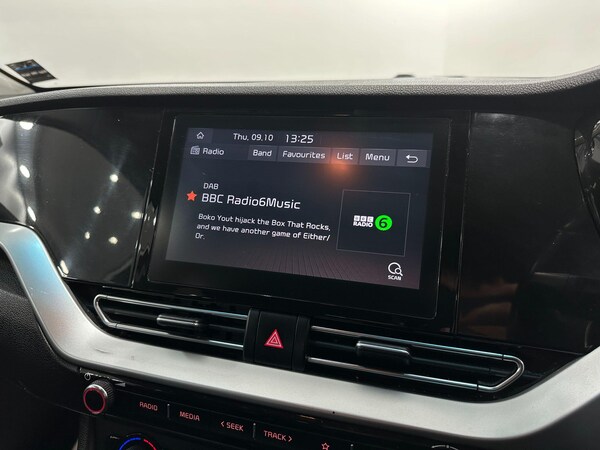 Thu, 09.10 13:25
Radio Band Favourites List Menu
DAB
BBC Radio6Music
Boko Yout hijack the Box That Rocks,
and we have another game of Either/
Or.
BBC
RADIO 6
SCAN
RADIO MEDIA < SEEK TRACK >